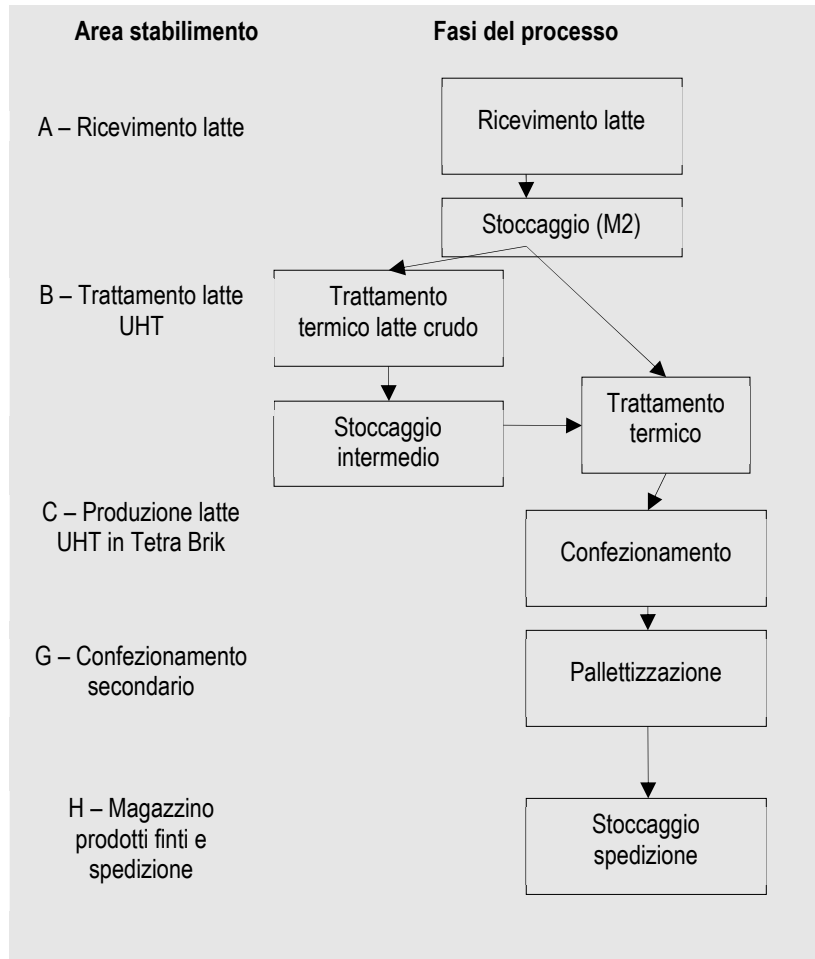 Area stabilimento
Fasi del processo
A – Ricevimento latte
Ricevimento latte
Stoccaggio (M2)
B – Trattamento latte
UHT
Trattamento
termico latte crudo
Trattamento
termico
Stoccaggio
intermedio
C – Produzione latte
UHT in Tetra Brik
Confezionamento
G – Confezionamento
secondario
Pallettizzazione
H – Magazzino
prodotti finti e
spedizione
Stoccaggio
spedizione